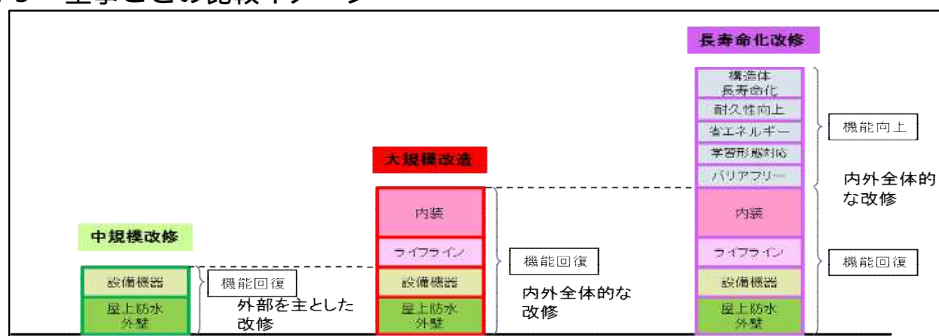 長寿命化改修
構造体
長寿命化
耐久性向上
省エネルギー
学習形態対応
バリアフリー
機能向上
内外全体的
な改修
内装
ライフライン
設備機器
屋上防水
外壁
機能回復
大規模改造
内装
ライフライン
設備機器
屋上防水
外壁
機能回復
内外全体的な
改修
中規模改修
設備機器
屋上防水
外壁
機能回復
外部を主とした
改修